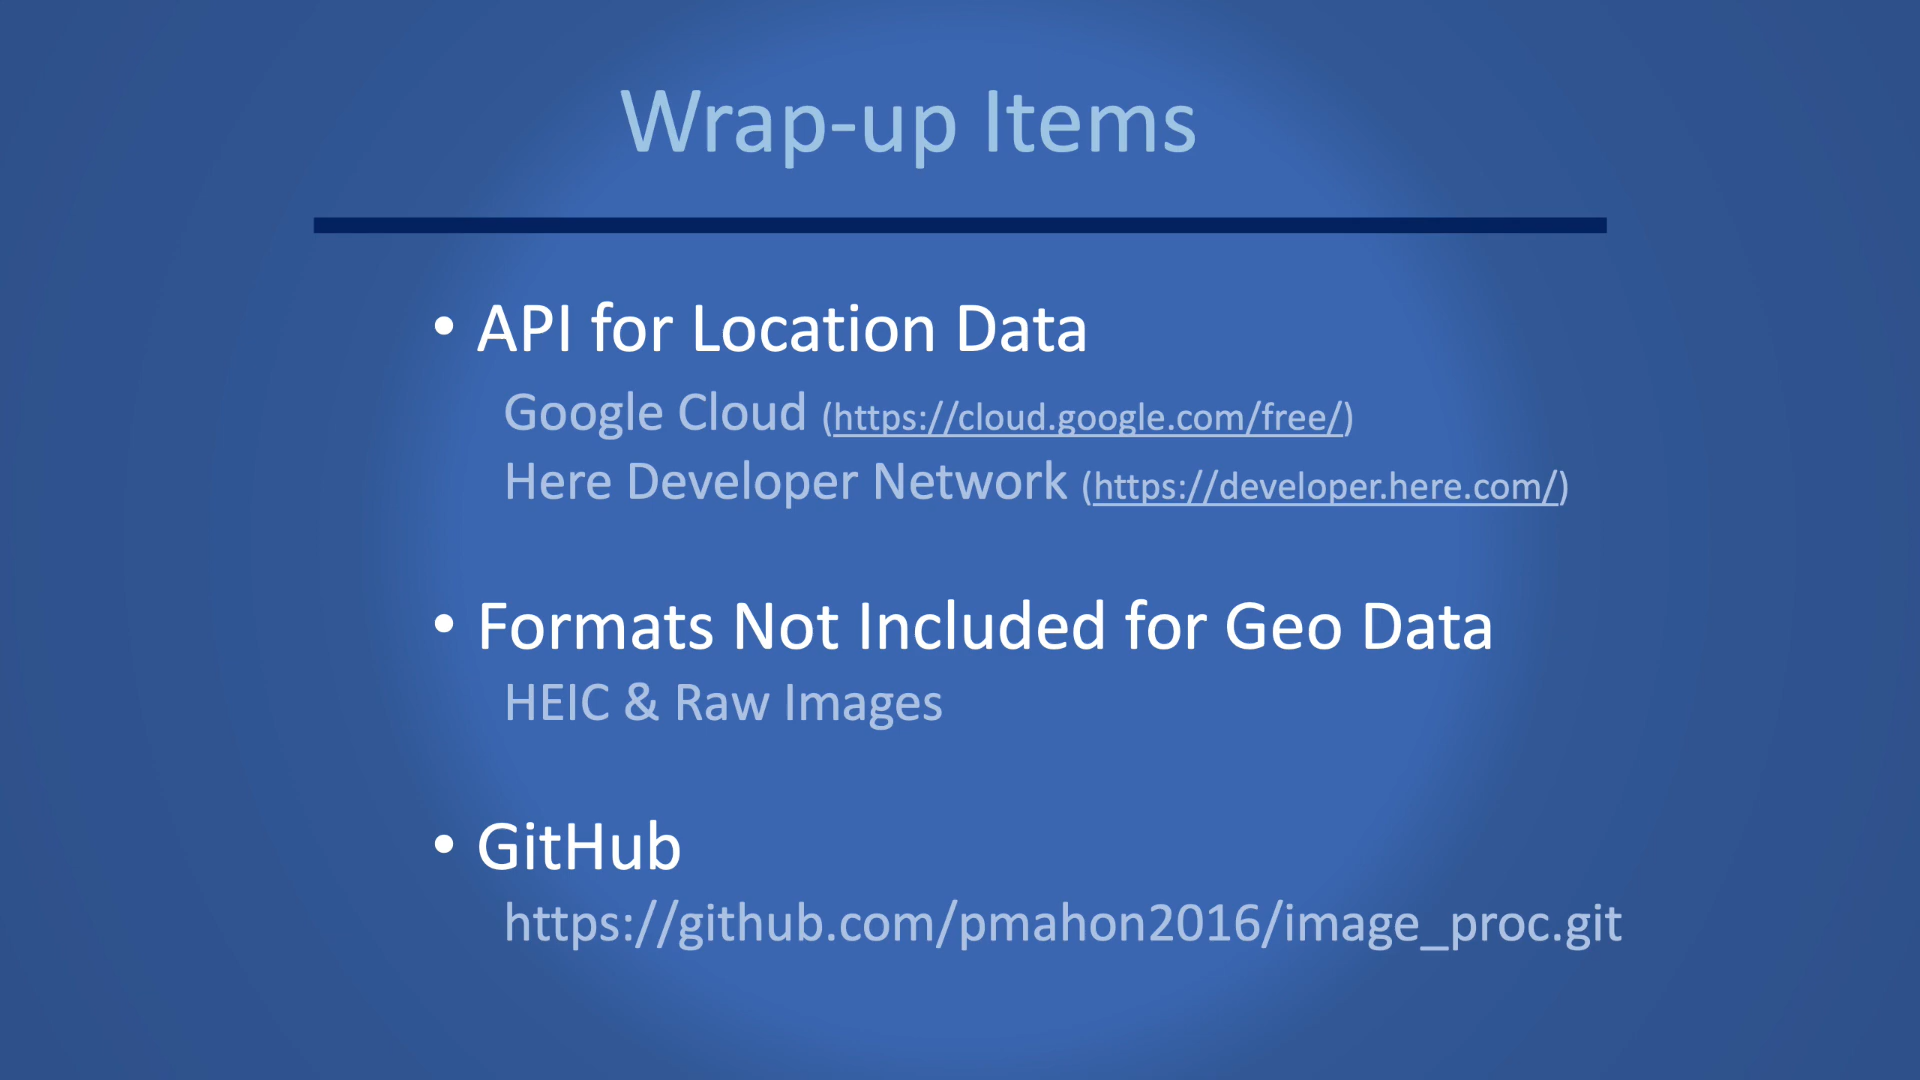 Wrap-up Items
• API for Location Data
Google Cloud (https://cloud.google.com/free/)
Here Developer Network (https://developer.here.com/)
• Formats Not Included for Geo Data
HEIC & Raw Images
• GitHub
https://github.com/pmahon2016/image_proc.git